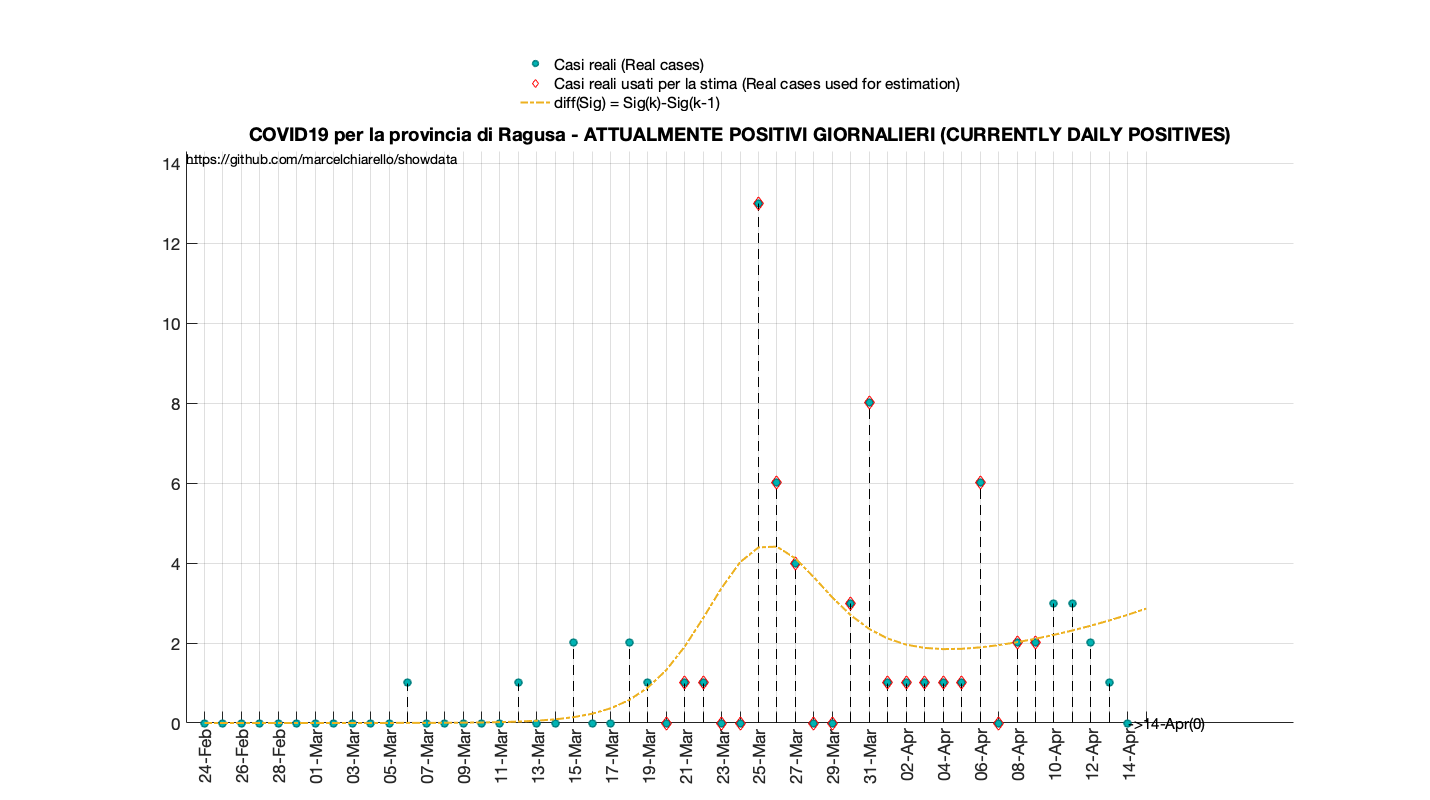 Casi reali (Real cases)
Casi reali usati per la stima (Real cases used for estimation)
diff(Sig) = Sig(k)-Sig(k-1)
COVID19 per la provincia di Ragusa - ATTUALMENTE POSITIVI GIORNALIERI (CURRENTLY DAILY POSITIVES)
https://github.com/marcelchiarello/showdata
14
12
10
8
6
4
2
0
->14-Apr(0)
24-Feb
26-Feb
28-Feb
01-Mar
03-Mar
05-Mar
07-Mar
09-Mar
11-Mar
13-Mar
15-Mar
17-Mar
19-Mar
21-Mar
23-Mar
25-Mar
27-Mar
29-Mar
31-Mar
02-Apr
04-Apr
06-Apr
08-Apr
10-Apr
12-Apr
14-Apr